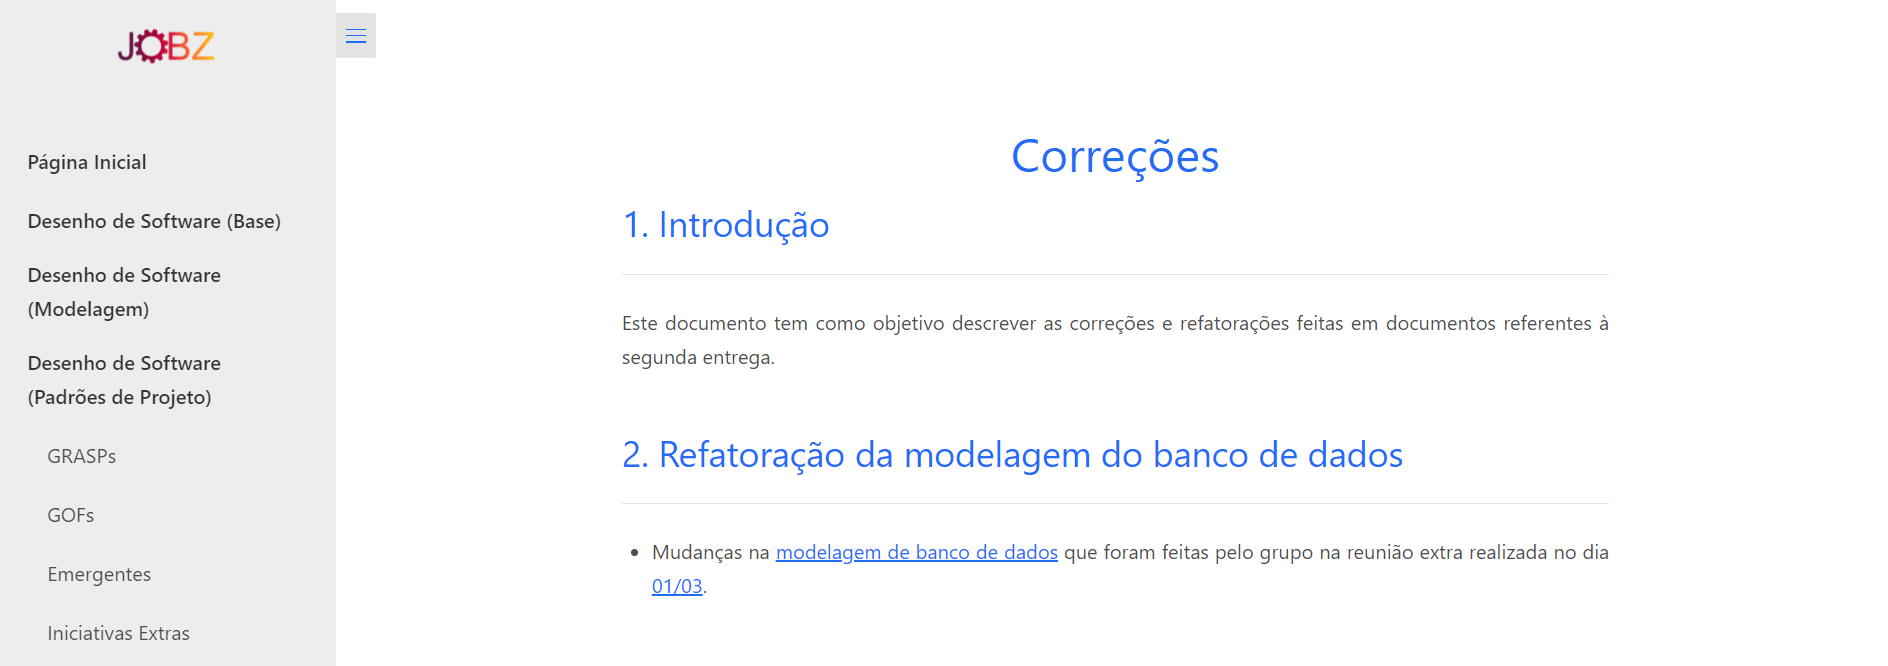 JOBZ
Página Inicial
Desenho de Software (Base)
Desenho de Software
(Modelagem)
Desenho de Software
(Padrões de Projeto)
GRASPs
GOFs
Emergentes
Iniciativas Extras
Correções
1. Introdução
Este documento tem como objetivo descrever as correções e refatorações feitas em documentos referentes à
segunda entrega.
2. Refatoração da modelagem do banco de dados
Mudanças na modelagem de banco de dados que foram feitas pelo grupo na reunião extra realizada no dia
01/03.